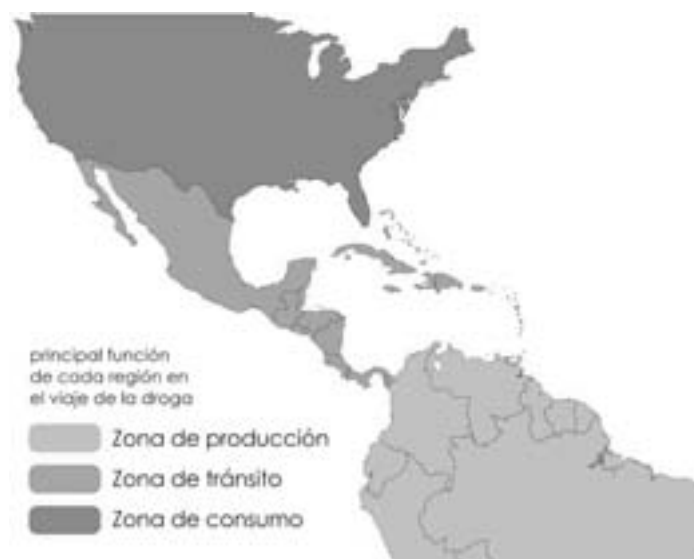 principal función
de cada región en
el viaje de la droga
Zona de producción
Zona de tránsito
Zona de consumo